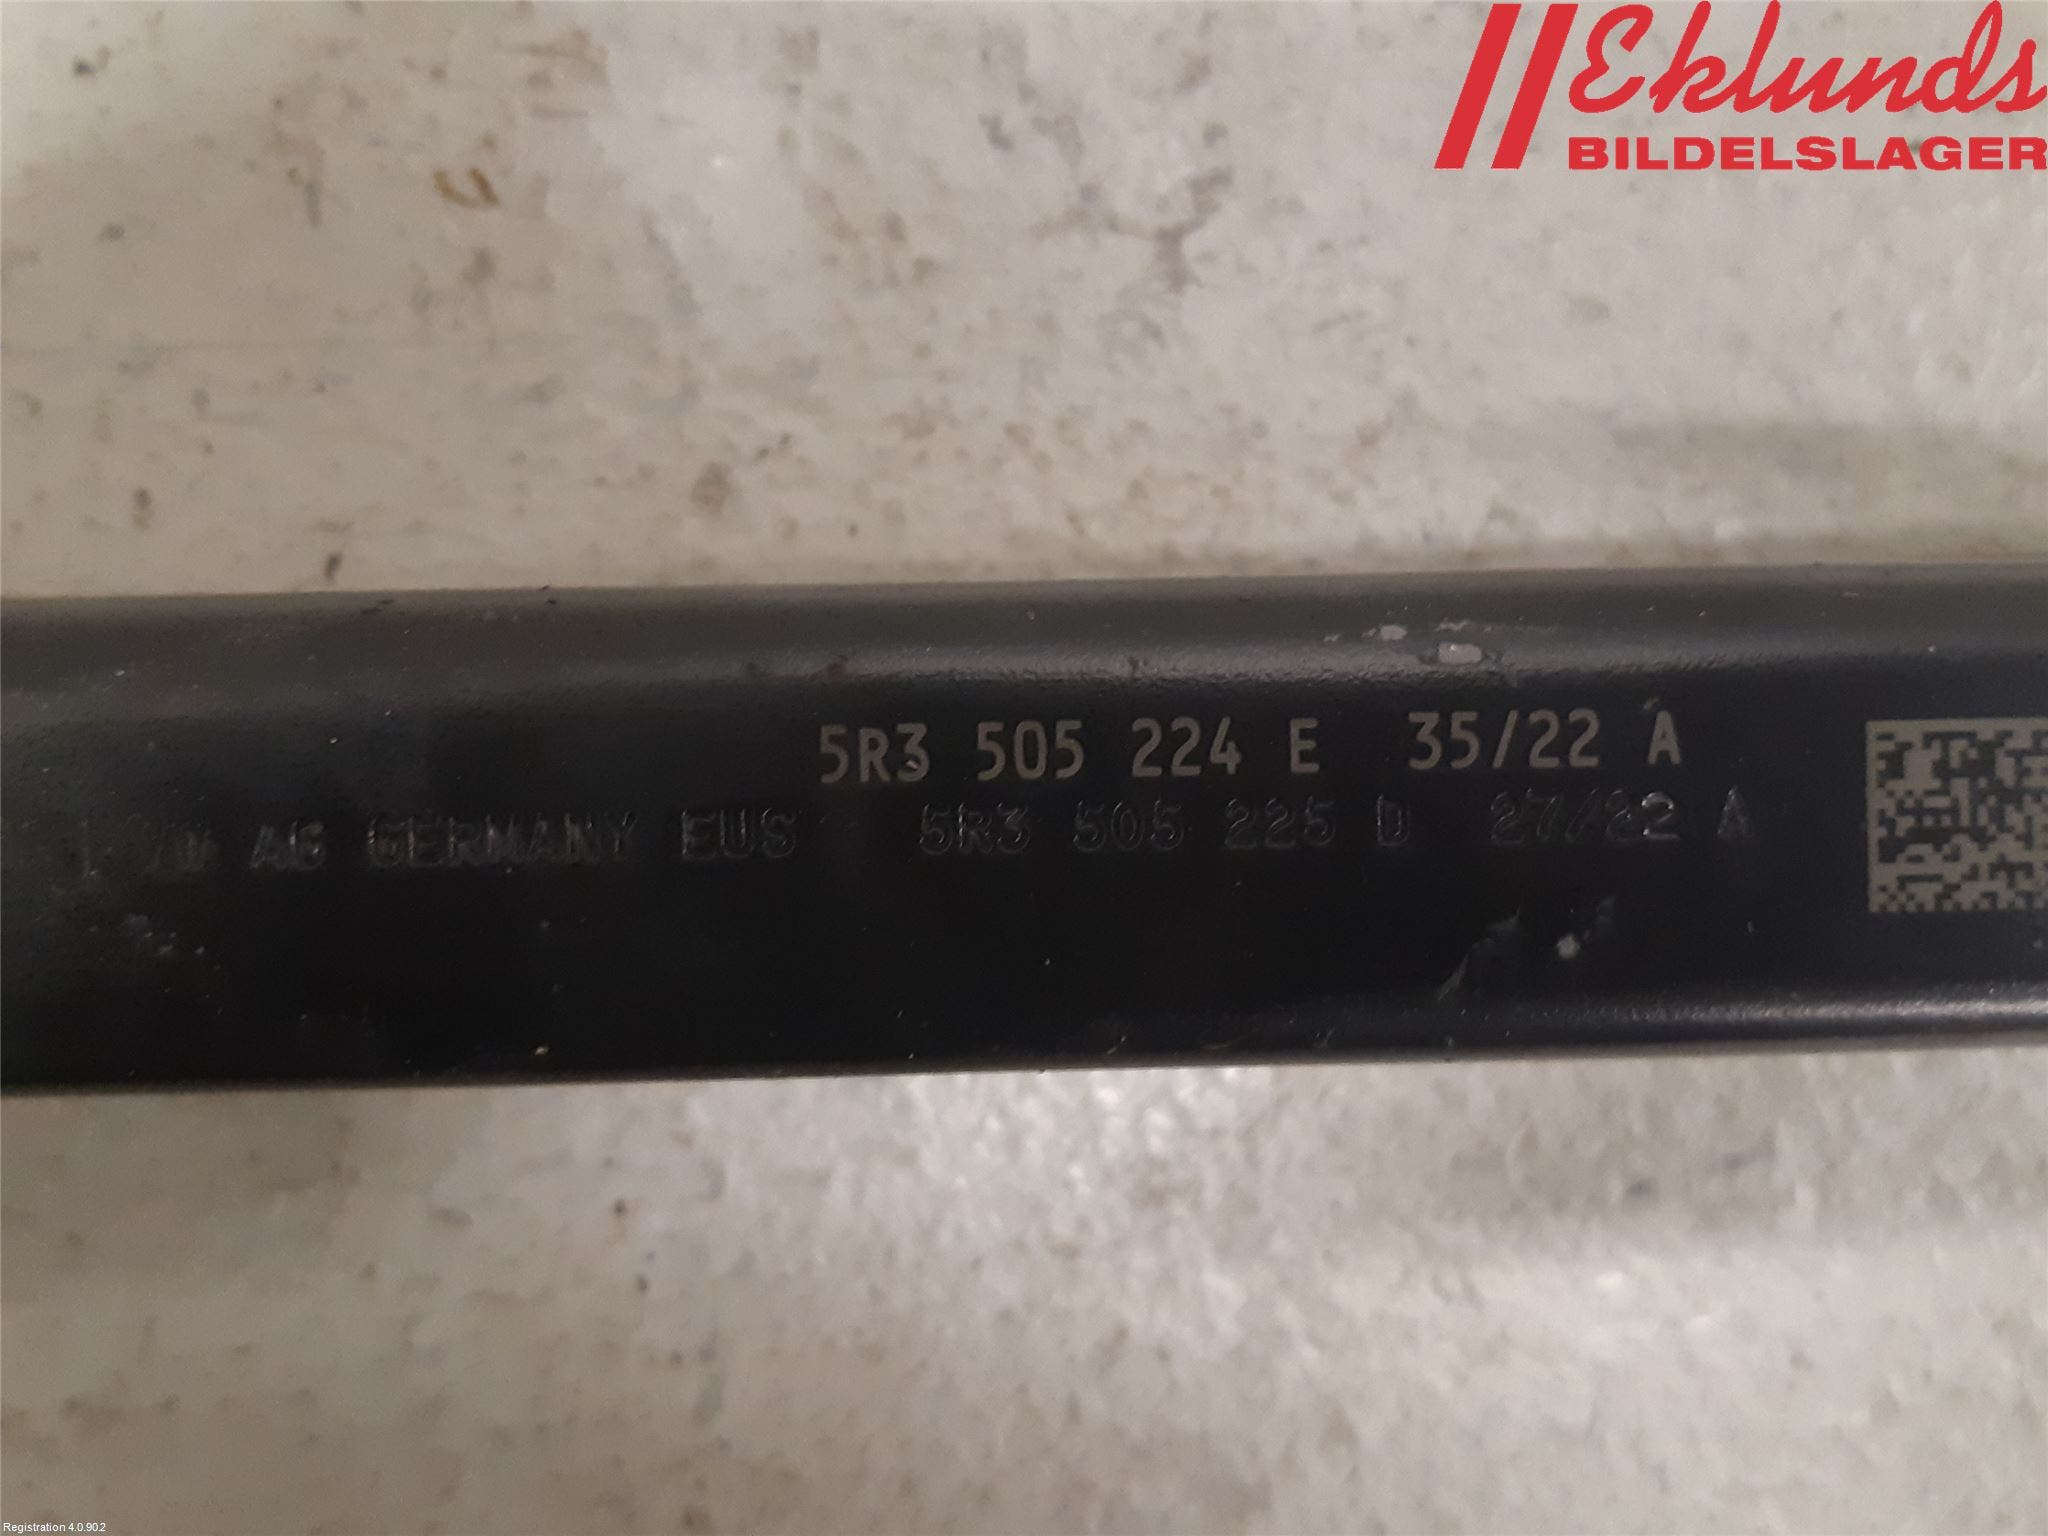 Eklunds
BILDELSLAGER
5R3 505 224 E 35/22 A
AG GERMANY EUS 5R3 505 225 D 27/22 A
Registration 4.0.902